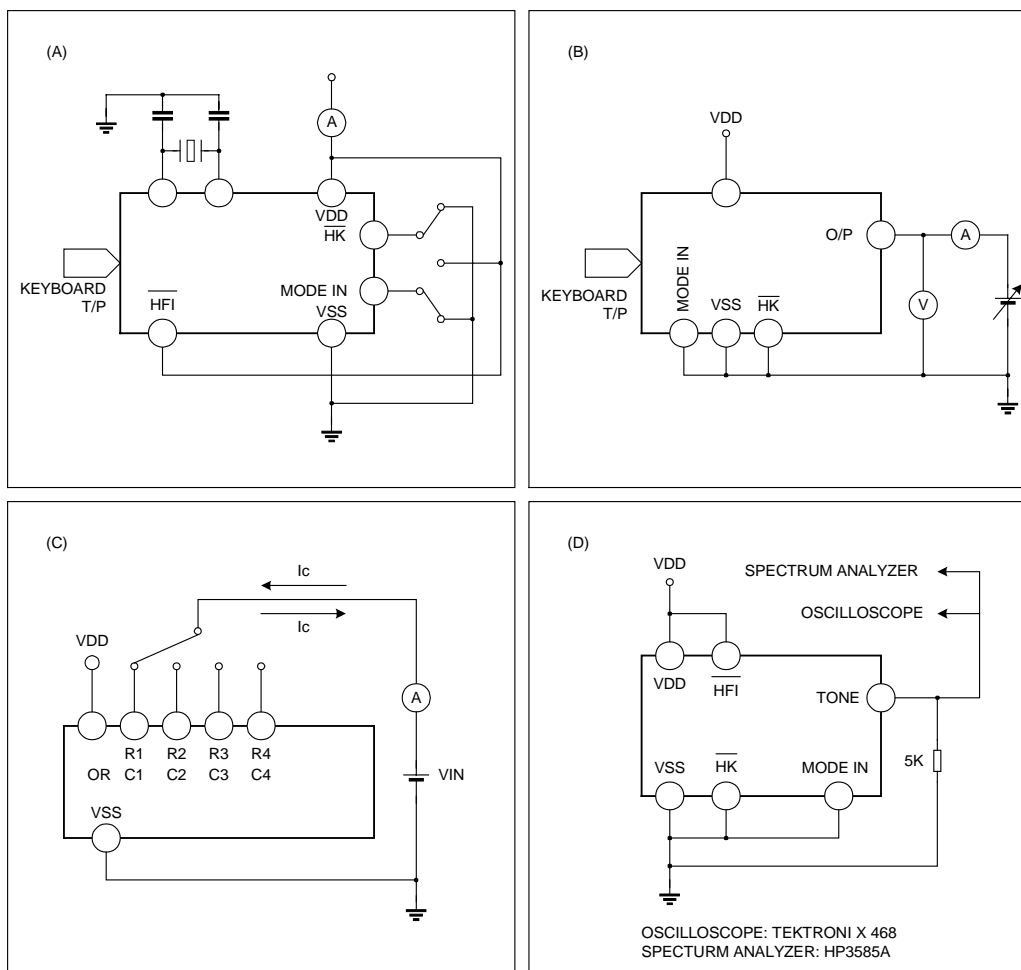 (A)
A
VDD
HK
KEYBOARD
T/P
HFI
MODE IN
VSS
(B)
VDD
O/P
A
KEYBOARD
T/P
MODE IN
VSS
HK
V
(C)
Ic
Ic
VDD
A
R1 R2 R3 R4
OR C1 C2 C3 C4
VIN
VSS
(D)
VDD
SPECTRUM ANALYZER
OSCILLOSCOPE
VDD
HFI
TONE
VSS
HK
MODE IN
5K
OSCILLOSCOPE: TEKTRONI X 468
SPECTURM ANALYZER: HP3585A